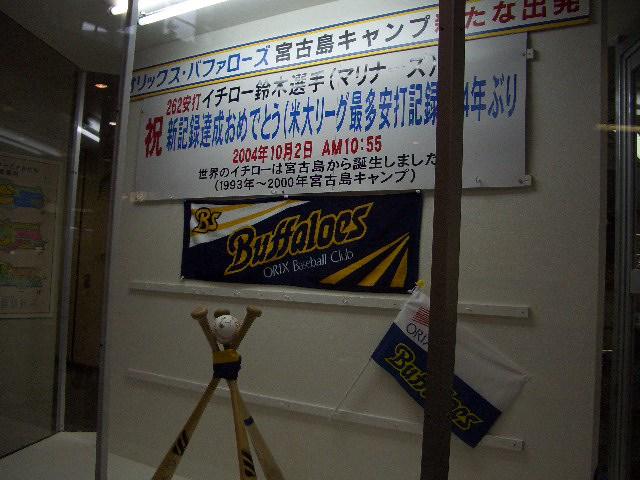 オリックス・バファローズ 宮古島キャンプ 新たな出発
262安打 イチロー鈴木選手(マリナーズ)
祝 新記録達成おめでとう(米大リーグ最多安打記録 4年ぶり
2004年10月2日 AM10:55
世界のイチローは宮古島から誕生しました
(1993年~2000年宮古島キャンプ)
Bs
Buffaloes
ORIX Baseball Club
ORIX
Buffaloes